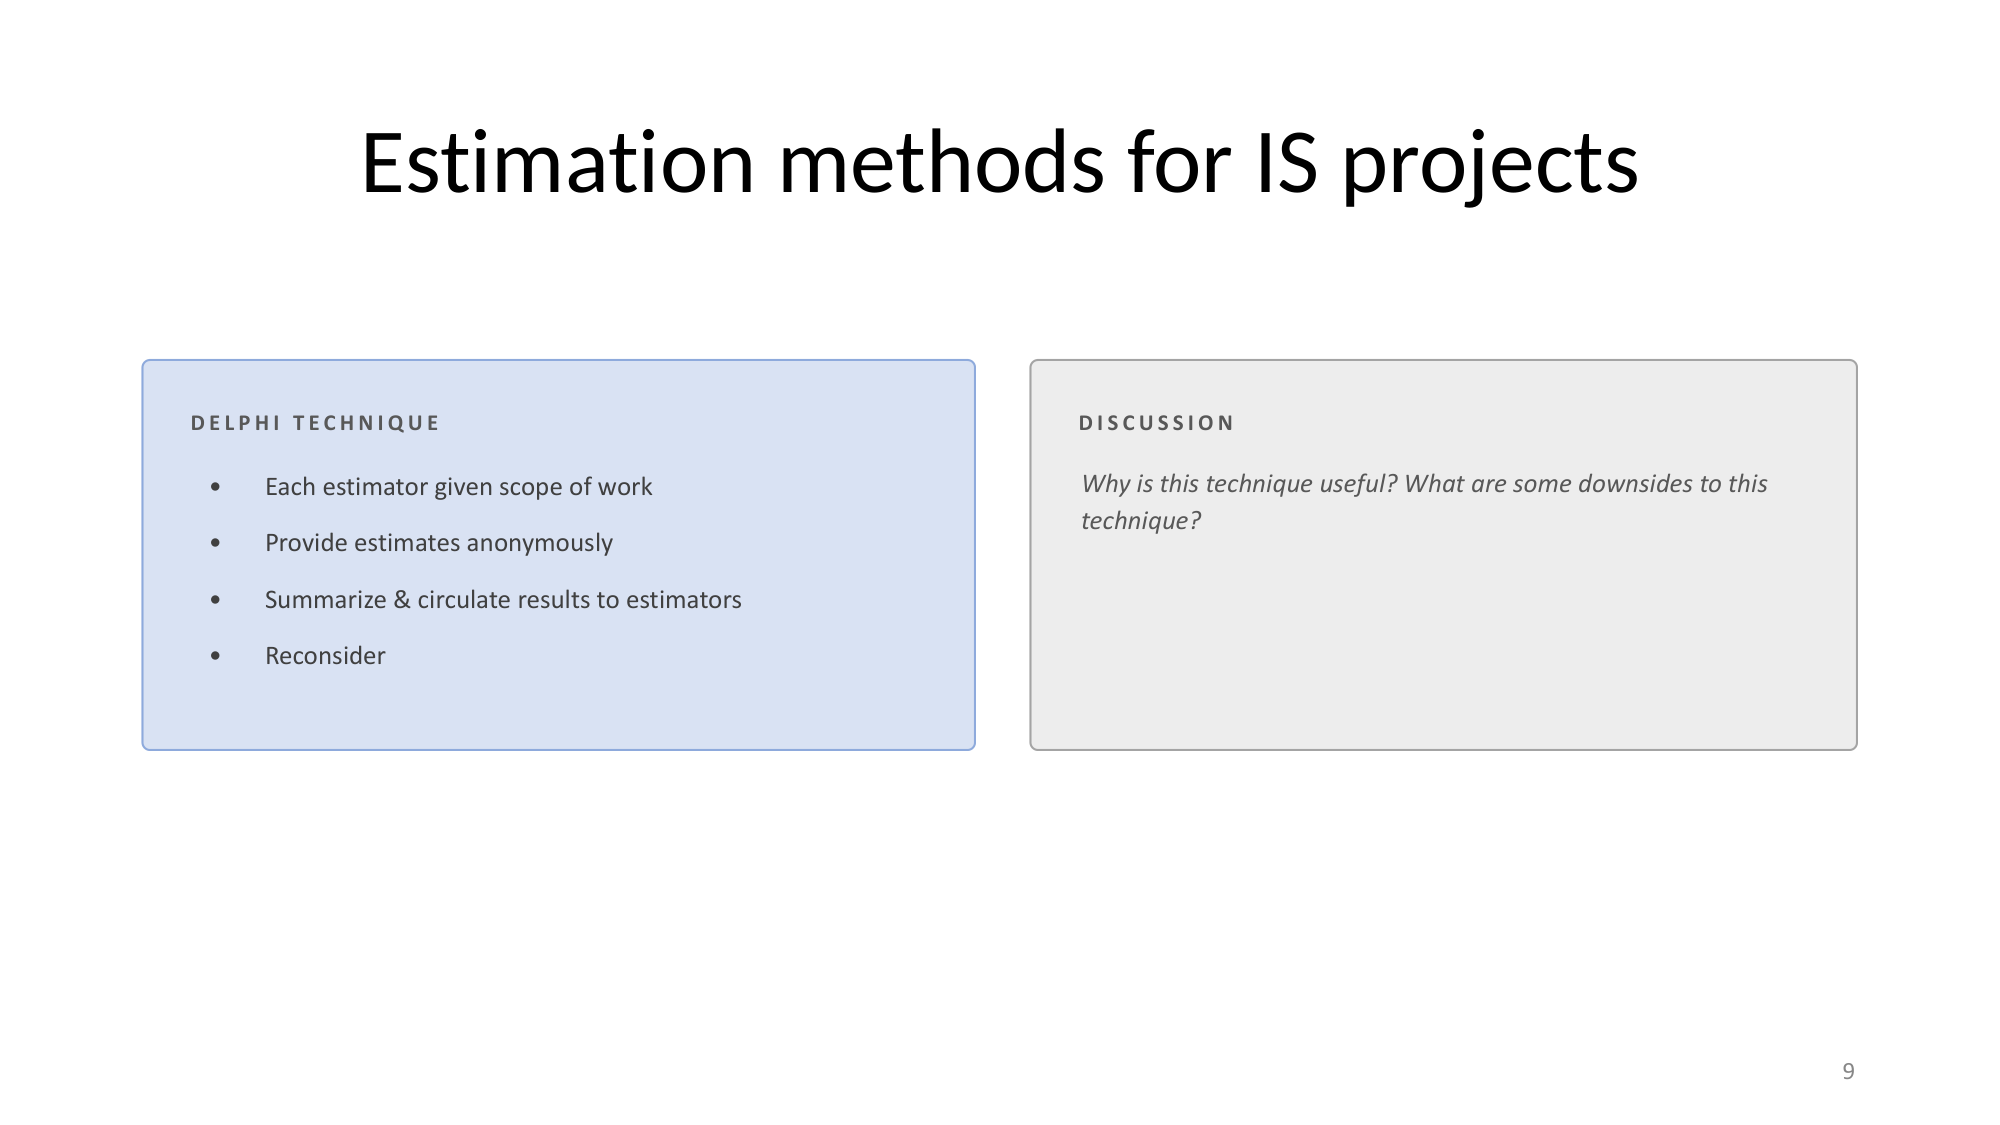 Estimation methods for IS projects
DELPHI TECHNIQUE
• Each estimator given scope of work
• Provide estimates anonymously
• Summarize & circulate results to estimators
• Reconsider
DISCUSSION
Why is this technique useful? What are some downsides to this
technique?
9